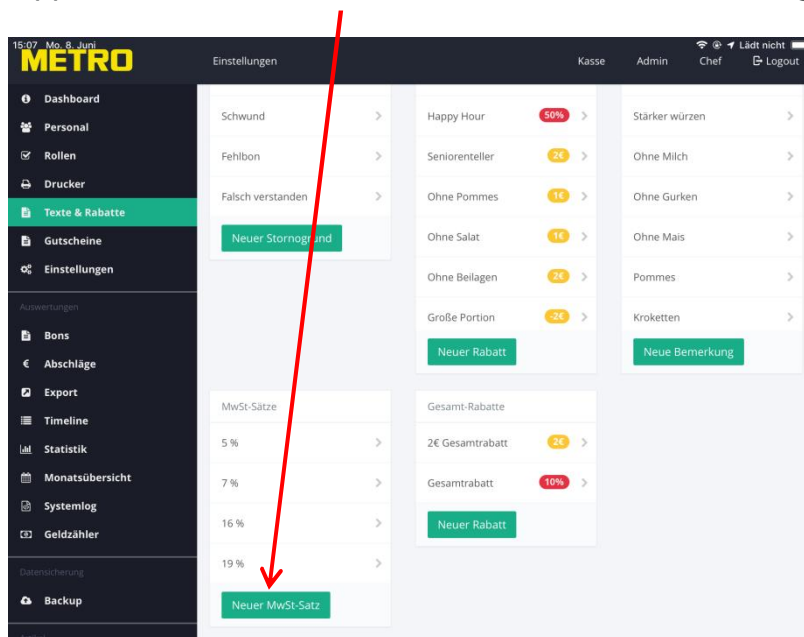 15:07 Mo. 8. Juni
Lädt nicht
METRO
Einstellungen
Kasse
Admin
Chef
Logout
Dashboard
Personal
Rollen
Drucker
Texte & Rabatte
Gutscheine
Einstellungen
Auswertungen
Bons
€ Abschläge
Export
Timeline
Statistik
Monatsübersicht
Systemlog
Geldzähler
Datensicherung
Backup
Schwund
Fehlbon
Falsch verstanden
Neuer Stornogrund
Happy Hour 50%
Seniorenteller 2€
Ohne Pommes 1€
Ohne Salat 1€
Ohne Beilagen 2€
Große Portion -2€
Neuer Rabatt
Stärker würzen
Ohne Milch
Ohne Gurken
Ohne Mais
Pommes
Kroketten
Neue Bemerkung
MwSt-Sätze
5 %
7 %
16 %
19 %
Neuer MwSt-Satz
Gesamt-Rabatte
2€ Gesamtrabatt 2€
Gesamtrabatt 10%
Neuer Rabatt